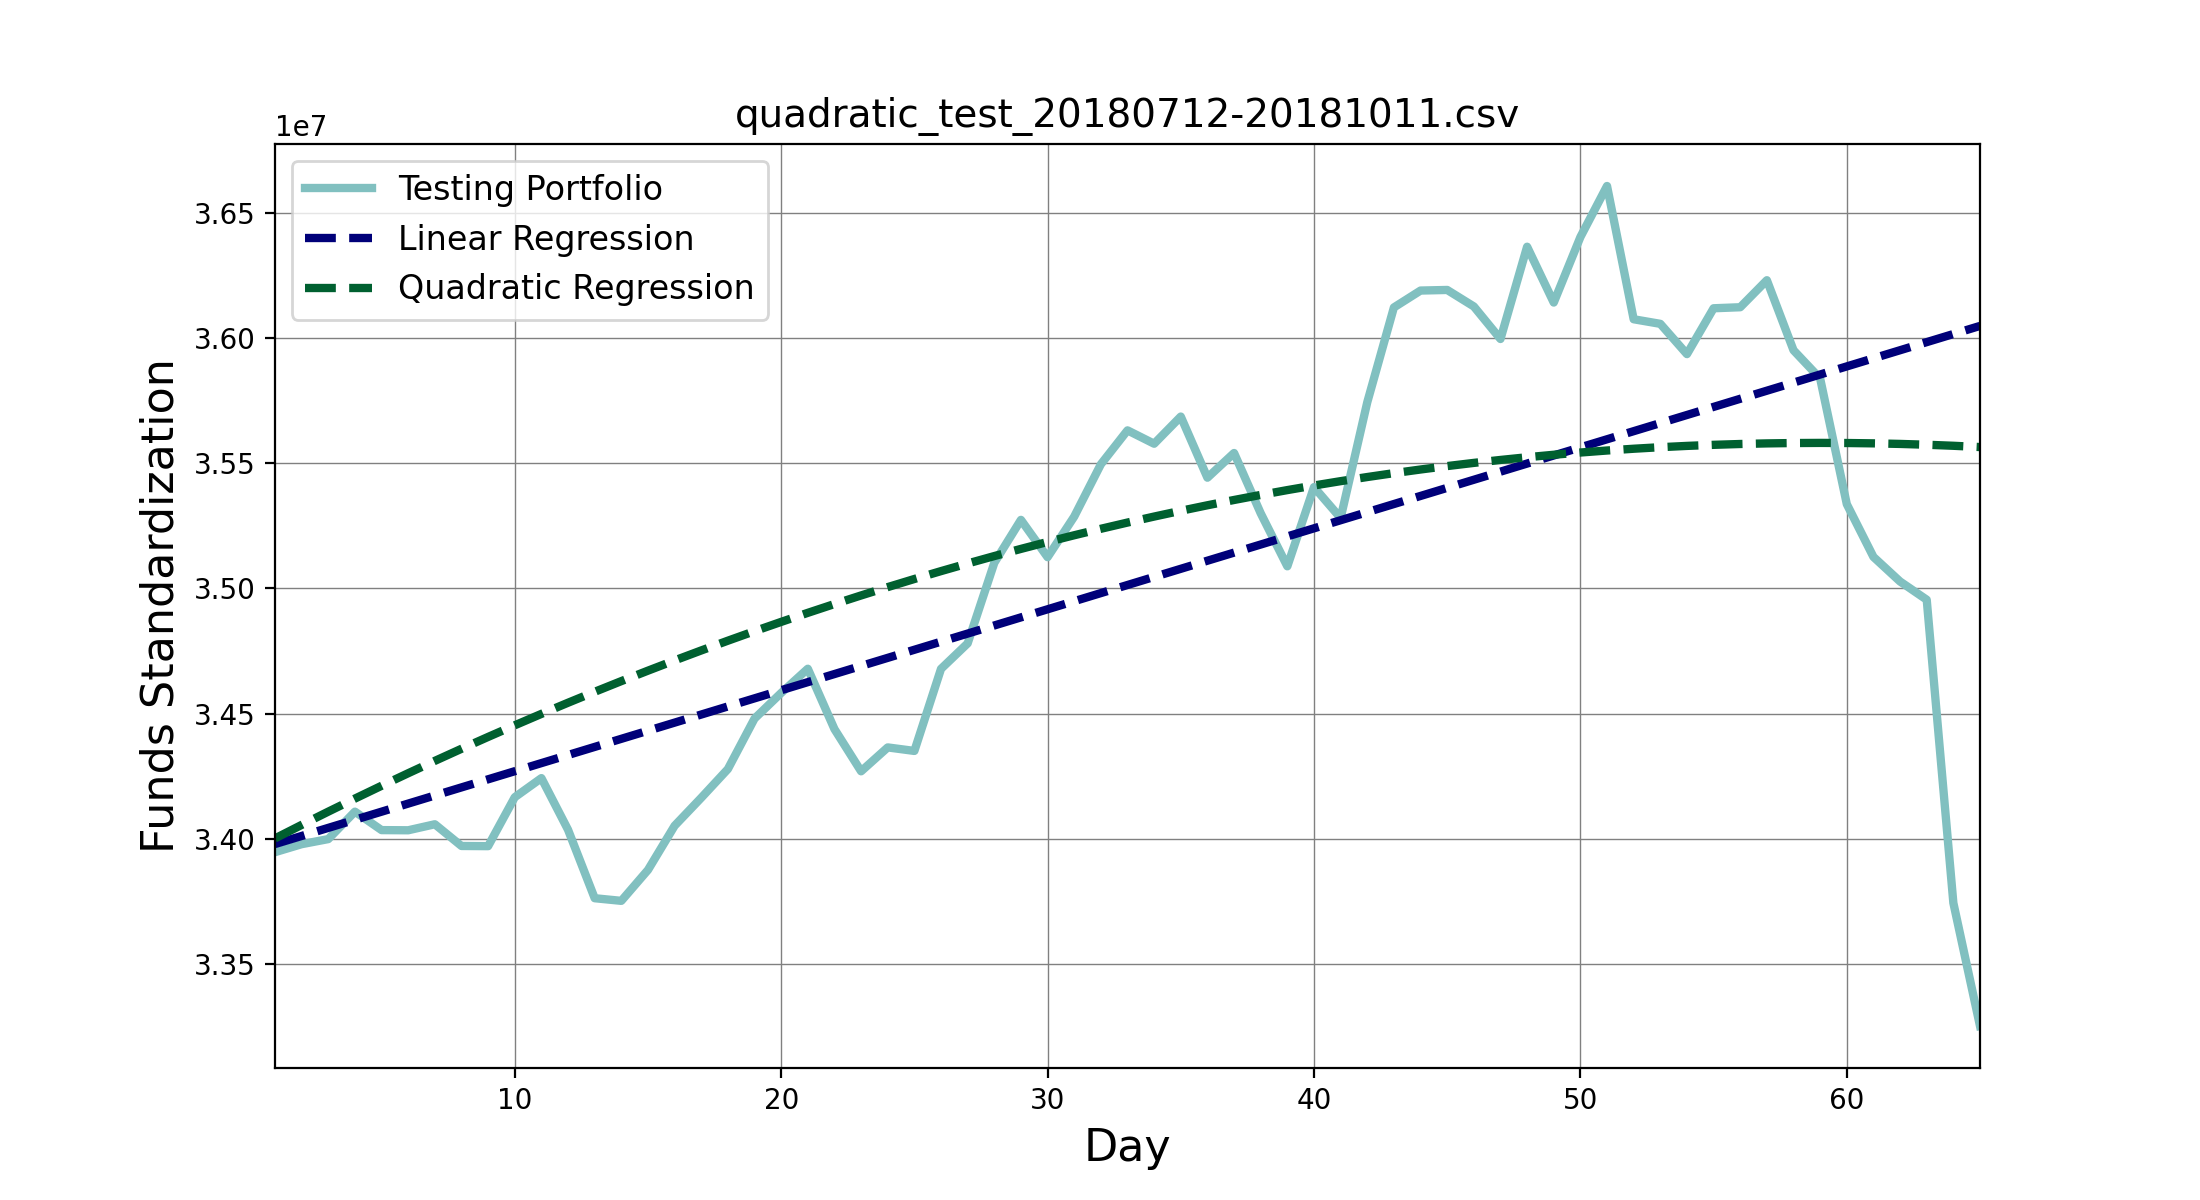 quadratic_test_20180712-20181011.csv
1e7
Testing Portfolio
Linear Regression
Quadratic Regression
3.65
3.60
3.55
3.50
3.45
3.40
3.35
Funds Standardization
10 20 30 40 50 60
Day